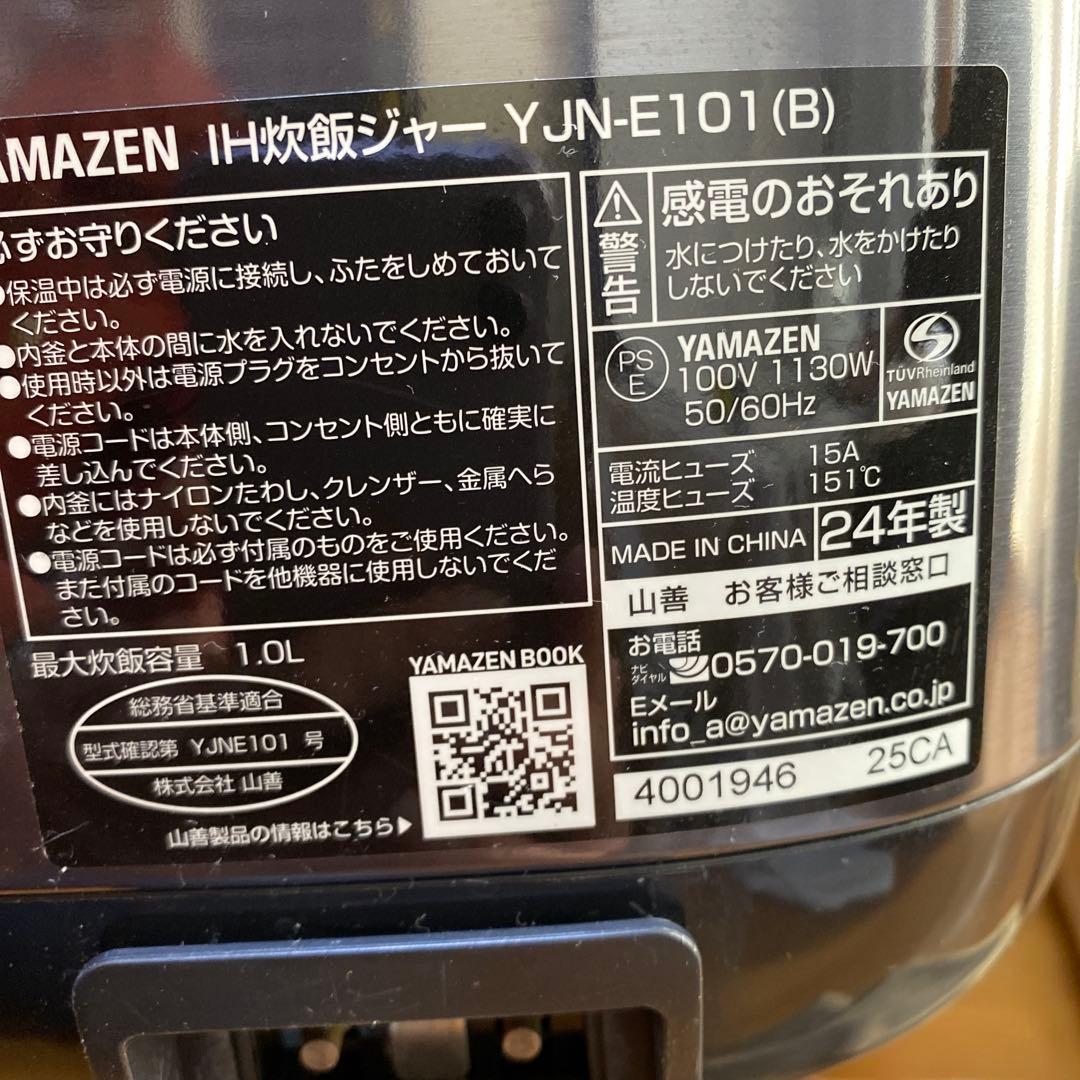 AMAZEN IH炊飯ジャー YJN-E101(B)
必ずお守りください
●保温中は必ず電源に接続し、ふたをしめておいて
ください。
●内釜と本体の間に水を入れないでください。
●使用時以外は電源プラグをコンセントから抜いて
ください。
●電源コードは本体側、コンセント側ともに確実に
差し込んでください。
●内釜にはナイロンたわし、クレンザー、金属へら
などを使用しないでください。
●電源コードは必ず付属のものをご使用ください。
また付属のコードを他機器に使用しないでくだ
さい。
最大炊飯容量 1.0L
総務省基準適合
型式確認第 YJNE101 号
株式会社 山善
YAMAZEN BOOK
山善製品の情報はこちら▶
警告
感電のおそれあり
水につけたり、水をかけたり
しないでください
PS
E
YAMAZEN
100V 1130W
50/60Hz
TÜVRheinland
YAMAZEN
電流ヒューズ 15A
温度ヒューズ 151℃
MADE IN CHINA
24年製
山善 お客様ご相談窓口
お電話
ナビ
ダイヤル
0570-019-700
Eメール
info_a@yamazen.co.jp
4001946 25CA